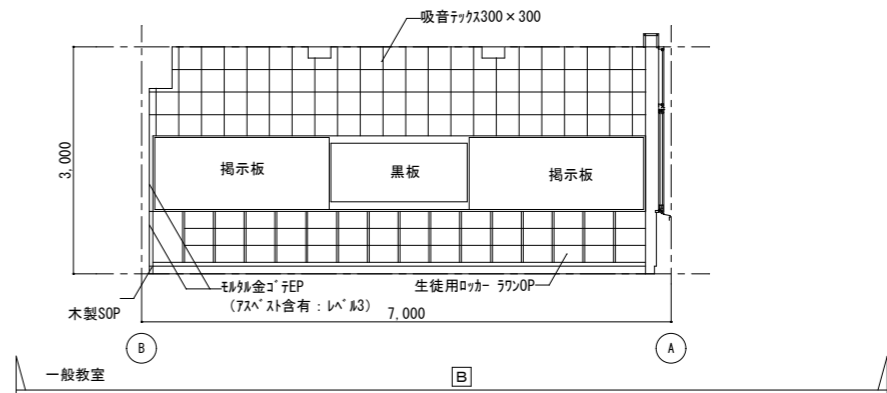 吸音ﾃｯｸｽ300×300
3,000
掲示板
黒板
掲示板
ﾓﾙﾀﾙ金ｺﾞﾃEP
(ｱｽﾍﾞｽﾄ含有：ﾚﾍﾞﾙ3)
生徒用ﾛｯｶｰ ﾗﾜﾝOP
木製SOP
7,000
B
A
一般教室
B